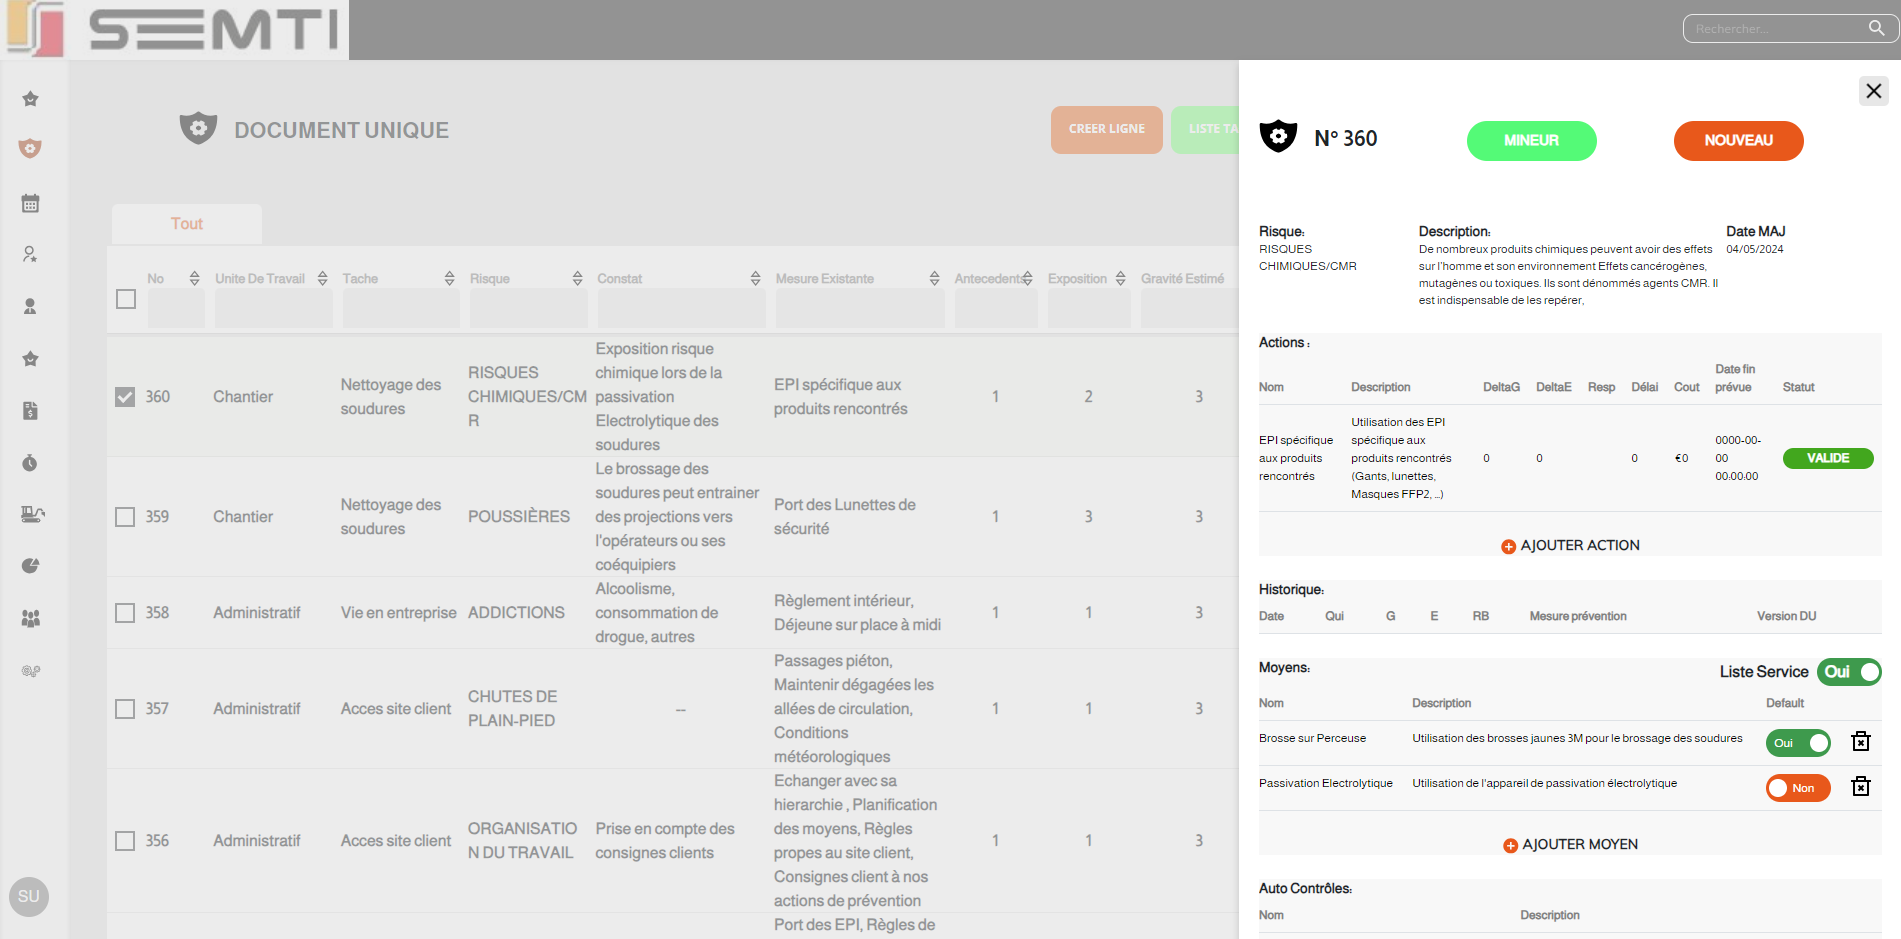 SEMTI
Rechercher...
DOCUMENT UNIQUE
CREER LIGNE
LISTE TA
Tout
No
Unite De Travail
Tache
Risque
Constat
Mesure Existante
Antecedents
Exposition
Gravité Estimé
360
Chantier
Nettoyage des
soudures
RISQUES
CHIMIQUES/CM
R
Exposition risque
chimique lors de la
passivation
Electrolytique des
soudures
EPI spécifique aux
produits rencontrés
1
2
3
359
Chantier
Nettoyage des
soudures
POUSSIÈRES
Le brossage des
soudures peut entrainer
des projections vers
l'opérateurs ou ses
coéquipiers
Port des Lunettes de
sécurité
1
3
3
358
Administratif
Vie en entreprise
ADDICTIONS
Alcoolisme,
consommation de
drogue, autres
Règlement intérieur,
Déjeune sur place à midi
1
1
3
357
Administratif
Acces site client
CHUTES DE
PLAIN-PIED
--
Passages piéton,
Maintenir dégagées les
allées de circulation,
Conditions
météorologiques
1
1
3
356
Administratif
Acces site client
ORGANISATIO
N DU TRAVAIL
Prise en compte des
consignes clients
Echanger avec sa
hierarchie , Planification
des moyens, Règles
propes au site client,
Consignes client à nos
actions de prévention
1
1
3
Port des EPI, Règles de
SU
N° 360
MINEUR
NOUVEAU
Risque:
RISQUES
CHIMIQUES/CMR
Description:
De nombreux produits chimiques peuvent avoir des effets
sur l'homme et son environnement Effets cancérogènes,
mutagènes ou toxiques. Ils sont dénommés agents CMR. Il
est indispensable de les repérer,
Date MAJ
04/05/2024
Actions :
Nom
Description
DeltaG
DeltaE
Resp
Délai
Cout
Date fin
prévue
Statut
EPI spécifique
aux produits
rencontrés
Utilisation des EPI
spécifique aux
produits rencontrés
(Gants, lunettes,
Masques FFP2, ...)
0
0
0
€0
0000-00-
00
00:00:00
VALIDE
AJOUTER ACTION
Historique:
Date
Qui
G
E
RB
Mesure prévention
Version DU
Moyens:
Liste Service
Oui
Nom
Description
Default
Brosse sur Perceuse
Utilisation des brosses jaunes 3M pour le brossage des soudures
Oui
Passivation Electrolytique
Utilisation de l'appareil de passivation électrolytique
Non
AJOUTER MOYEN
Auto Contrôles:
Nom
Description